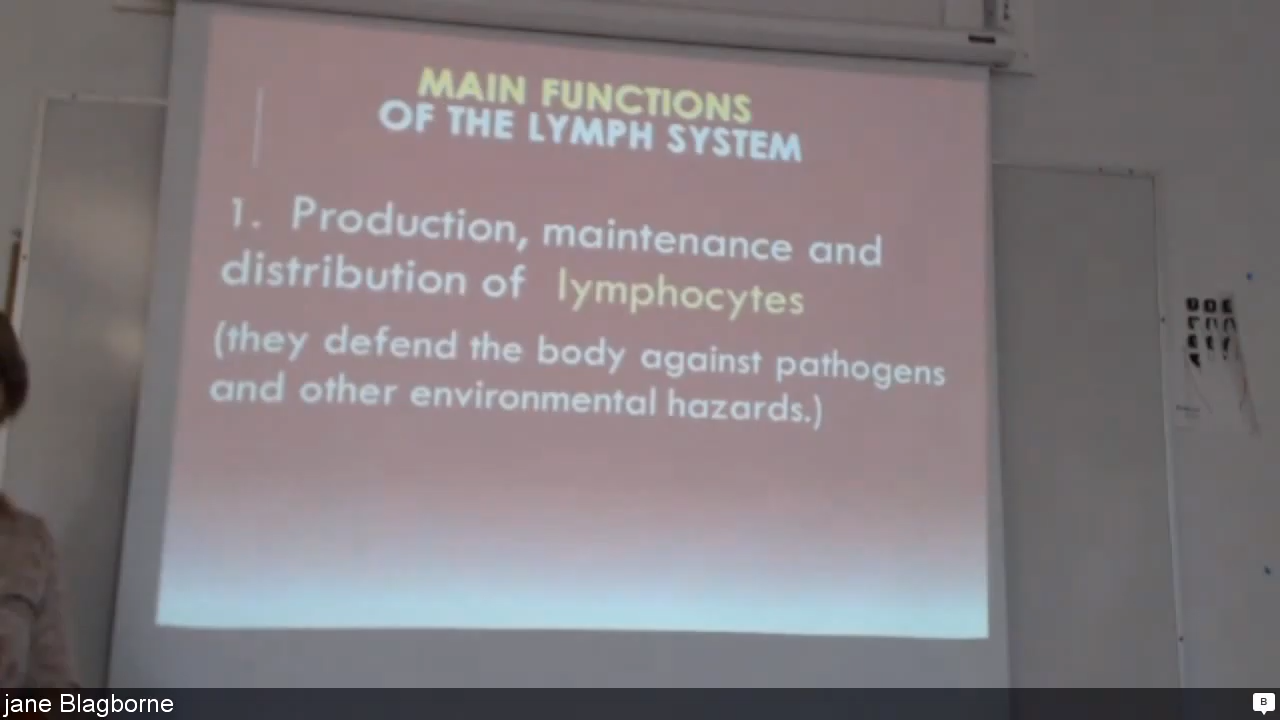 MAIN FUNCTIONS
OF THE LYMPH SYSTEM
1. Production, maintenance and
distribution of lymphocytes
(they defend the body against pathogens
and other environmental hazards.)
jane Blagborne
B